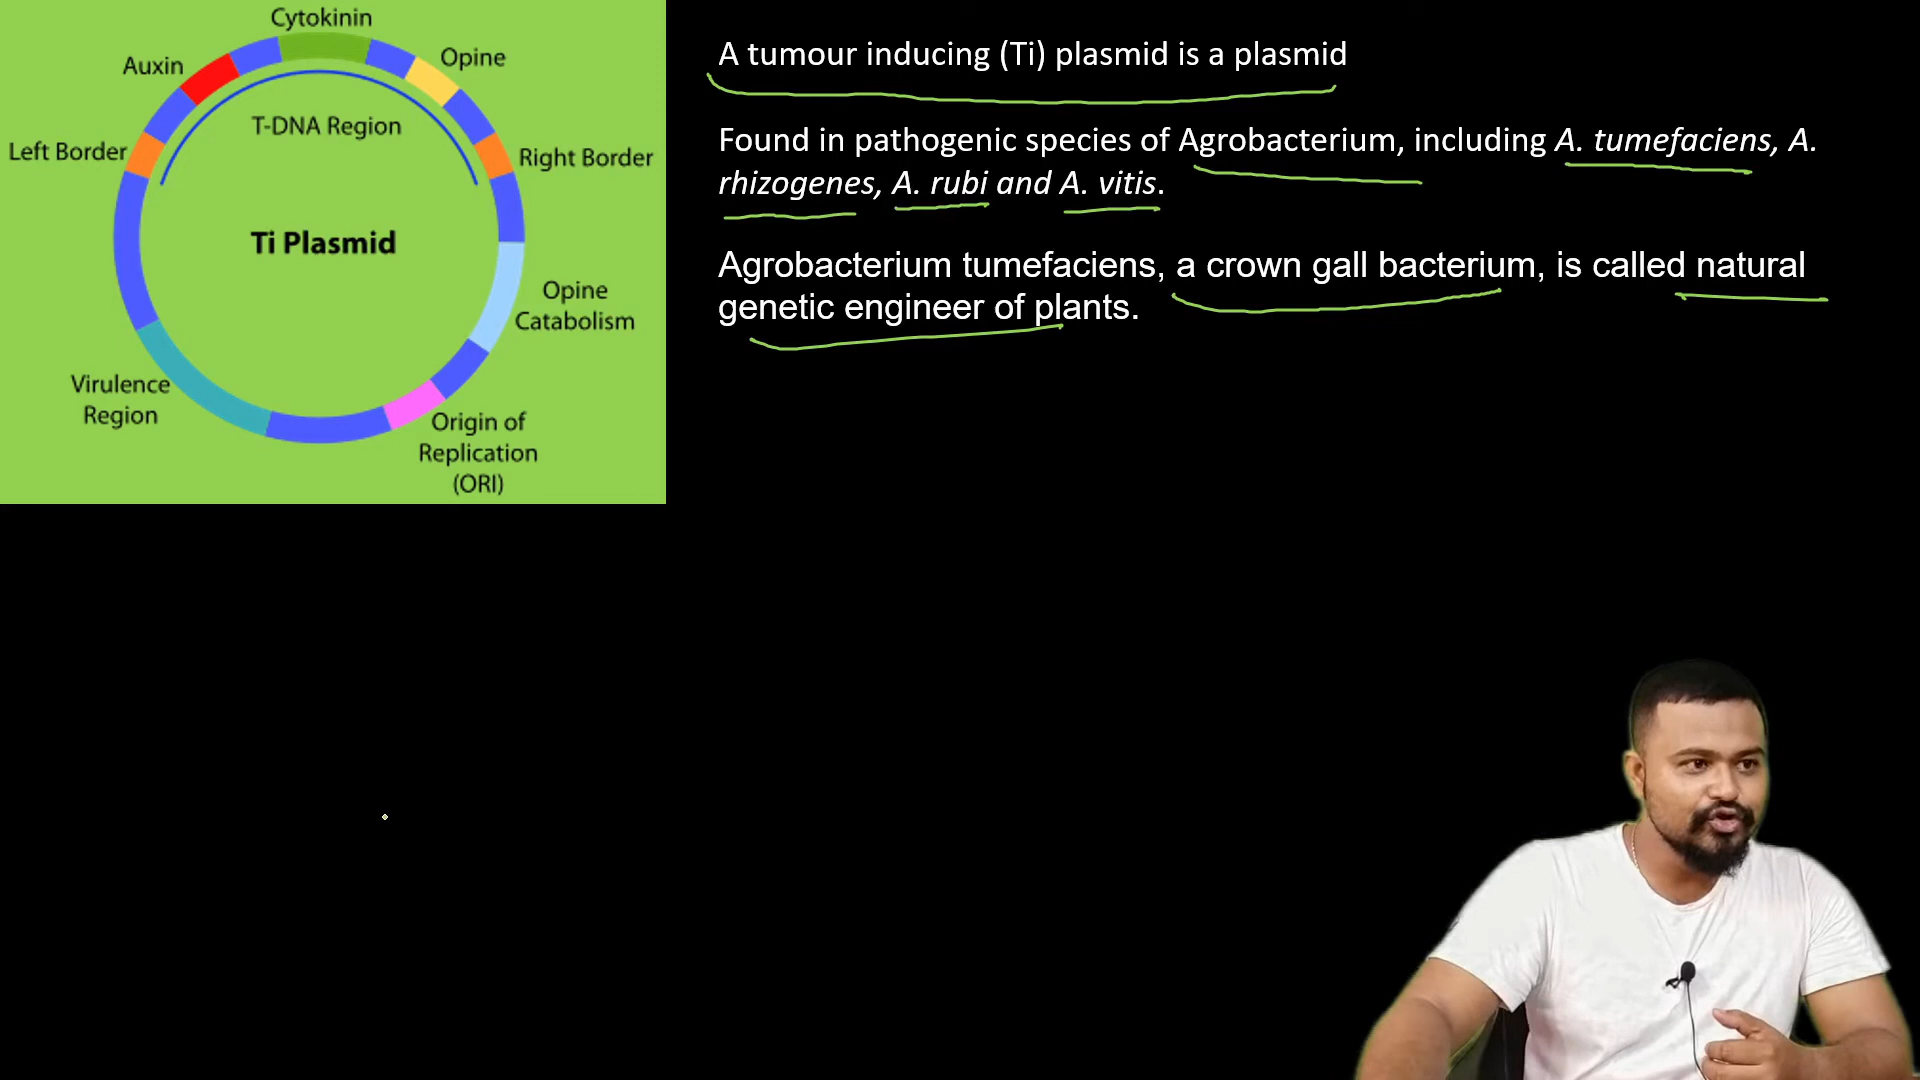 Cytokinin
Auxin
Opine
T-DNA Region
Left Border
Right Border
Ti Plasmid
Opine
Catabolism
Virulence
Region
Origin of
Replication
(ORI)
A tumour inducing (Ti) plasmid is a plasmid
Found in pathogenic species of Agrobacterium, including A. tumefaciens, A.
rhizogenes, A. rubi and A. vitis.
Agrobacterium tumefaciens, a crown gall bacterium, is called natural
genetic engineer of plants.